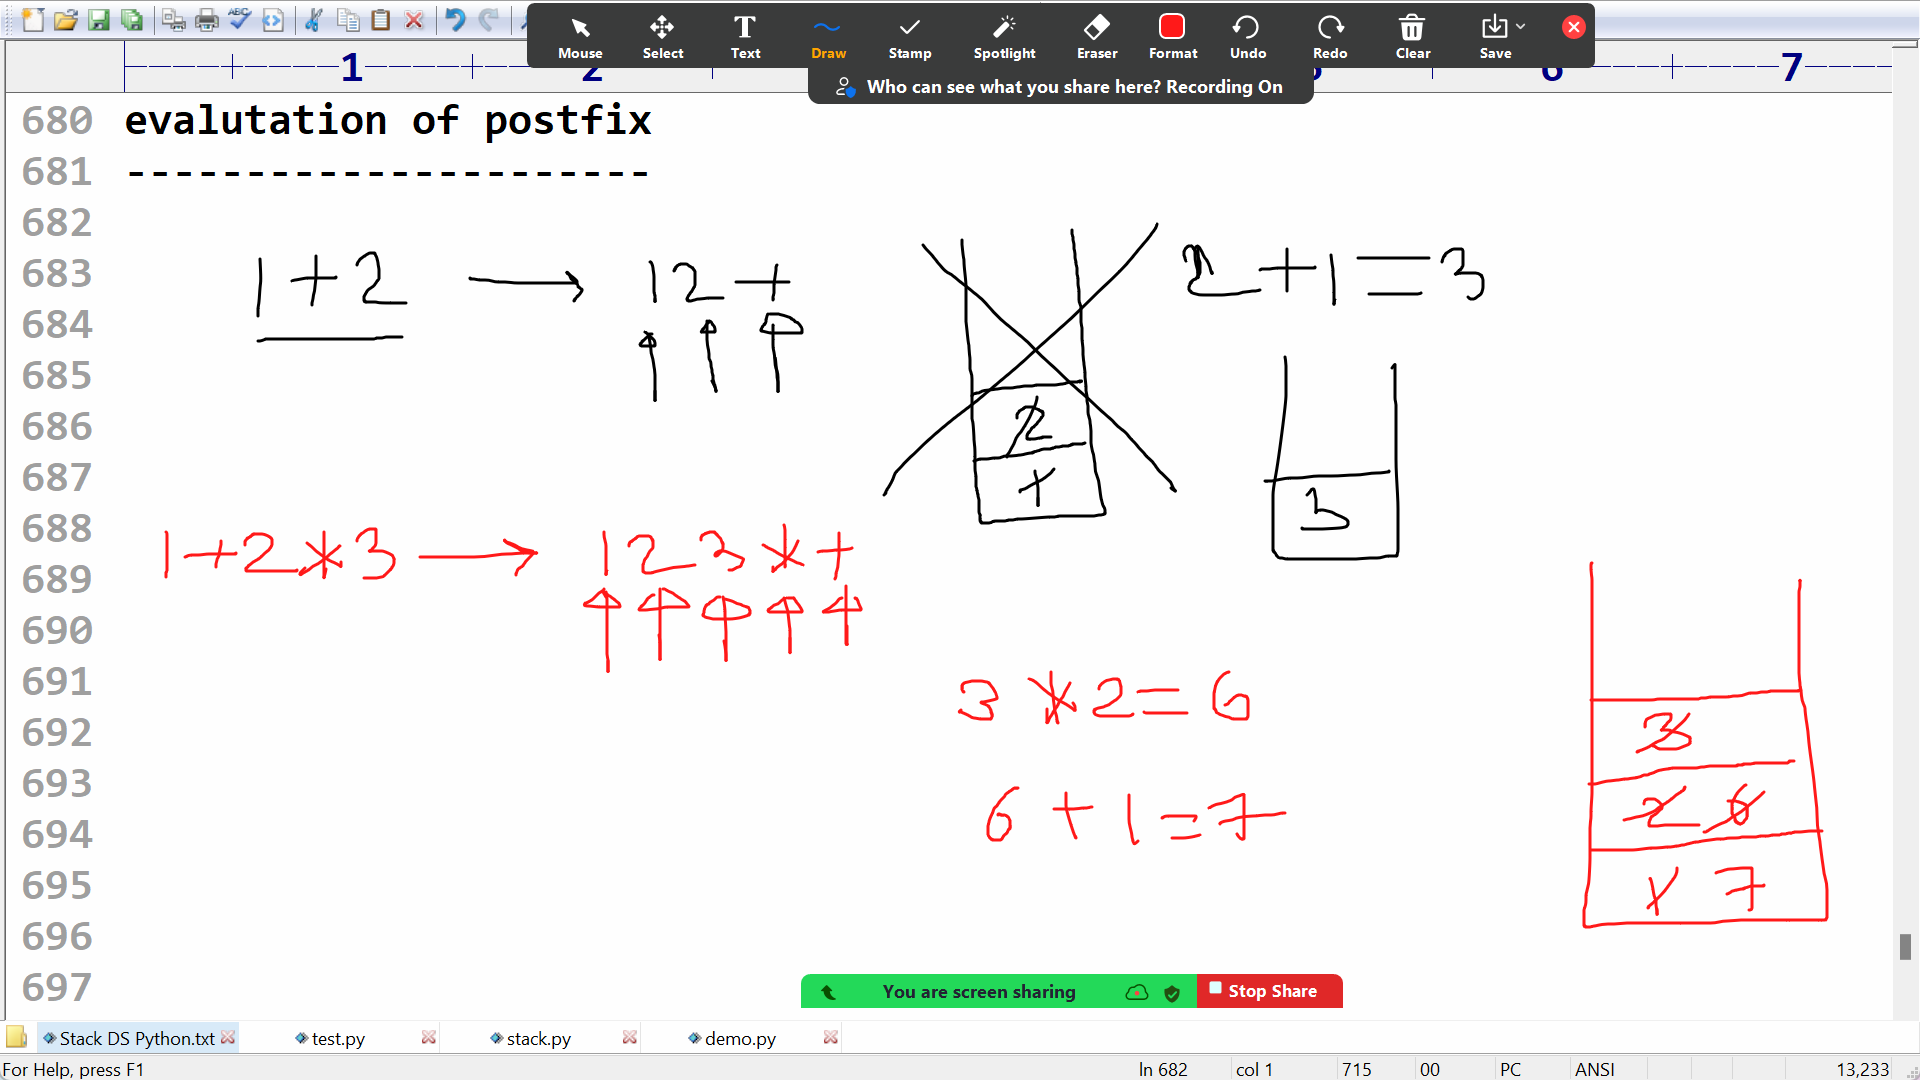 Mouse Select Text Draw Stamp Spotlight Eraser Format Undo Redo Clear Save
1 2 6 7
Who can see what you share here? Recording On
680 evalutation of postfix
681 ---------------------------
682
683 1+2 → 12+ 2+1=3
684
685
686 2
687 1 3
688 1+2*3 → 123*+
689
690
691 3*2=6
692 3
693 2 6
694 6+1=7
695 1 7
696
697
You are screen sharing Stop Share
Stack DS Python.txt test.py stack.py demo.py
For Help, press F1 ln 682 col 1 715 00 PC ANSI 13,233